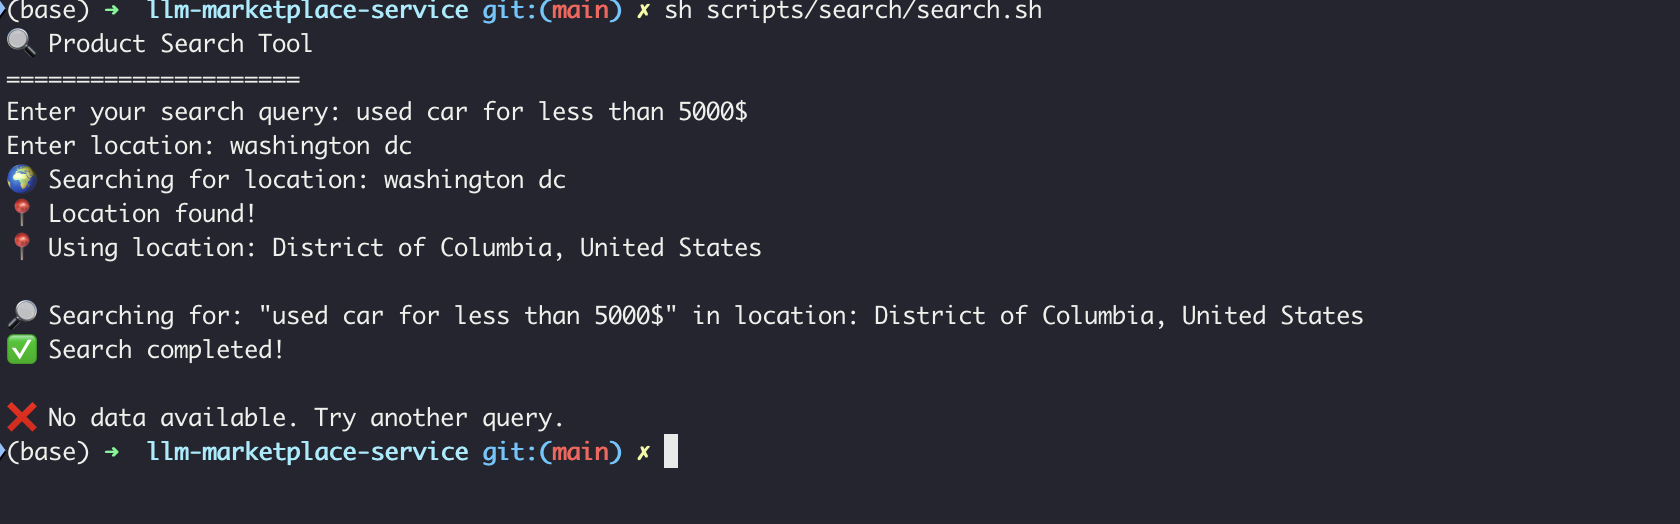 (base) ➜ llm-marketplace-service git:(main) ✗ sh scripts/search/search.sh
🔍 Product Search Tool
=====================
Enter your search query: used car for less than 5000$
Enter location: washington dc
🌍 Searching for location: washington dc
📍 Location found!
📍 Using location: District of Columbia, United States
🔎 Searching for: "used car for less than 5000$" in location: District of Columbia, United States
✅ Search completed!
❌ No data available. Try another query.
(base) ➜ llm-marketplace-service git:(main) ✗